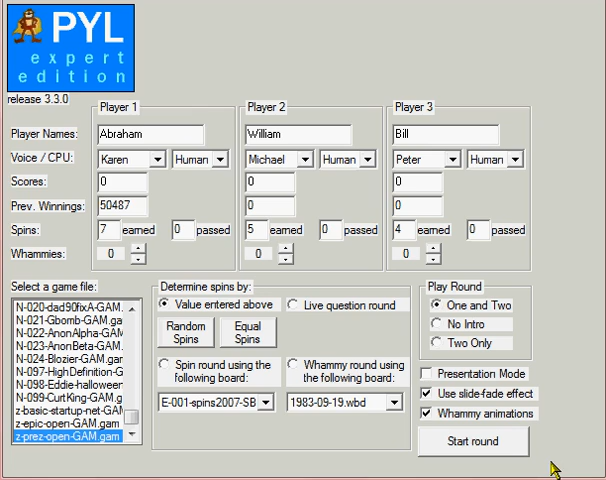 PYL
expert
edition
release 3.3.0
Player 1
Player 2
Player 3
Player Names:
Abraham
William
Bill
Voice / CPU:
Karen
Human
Michael
Human
Peter
Human
Scores:
0
0
0
Prev. Winnings:
50487
0
0
Spins:
7 earned
0 passed
5 earned
0 passed
4 earned
0 passed
Whammies:
0
0
0
Select a game file:
N-020-dad90fixA-GAM.
N-021-Gbomb-GAM.ga
N-022-AnonAlpha-GAM
N-023-AnonBeta-GAM.
N-024-Blozier-GAM.gar
N-097-HighDefinition-G
N-098-Eddie-halloween
N-099-CurtKing-GAM.g
z-basic-startup-net-GAM
z-epic-open-GAM.gam
z-prez-open-GAM.gam
Determine spins by:
Value entered above
Live question round
Random Spins
Equal Spins
Spin round using the
following board:
Whammy round using
the following board:
E-001-spins2007-SB
1983-09-19.wbd
Play Round
One and Two
No Intro
Two Only
Presentation Mode
Use slide-fade effect
Whammy animations
Start round